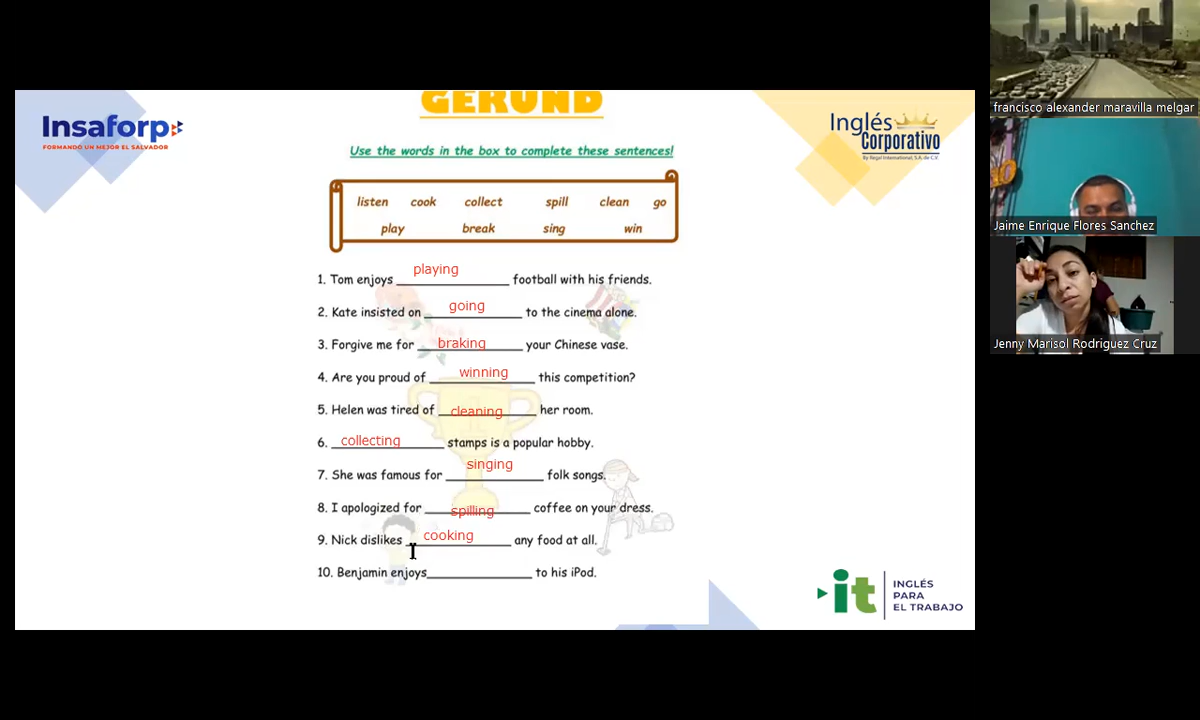 GERUND
Insaforp
FORMANDO UN MEJOR EL SALVADOR
Inglés
Corporativo
By Regal International, S.A. de C.V.
Use the words in the box to complete these sentences!
listen cook collect spill clean go
play break sing win
1. Tom enjoys playing football with his friends.
2. Kate insisted on going to the cinema alone.
3. Forgive me for braking your Chinese vase.
4. Are you proud of winning this competition?
5. Helen was tired of cleaning her room.
6. collecting stamps is a popular hobby.
7. She was famous for singing folk songs.
8. I apologized for spilling coffee on your dress.
9. Nick dislikes cooking any food at all.
10. Benjamin enjoys______________ to his iPod.
it
INGLÉS
PARA
EL TRABAJO
francisco alexander maravilla melgar
Jaime Enrique Flores Sanchez
Jenny Marisol Rodriguez Cruz